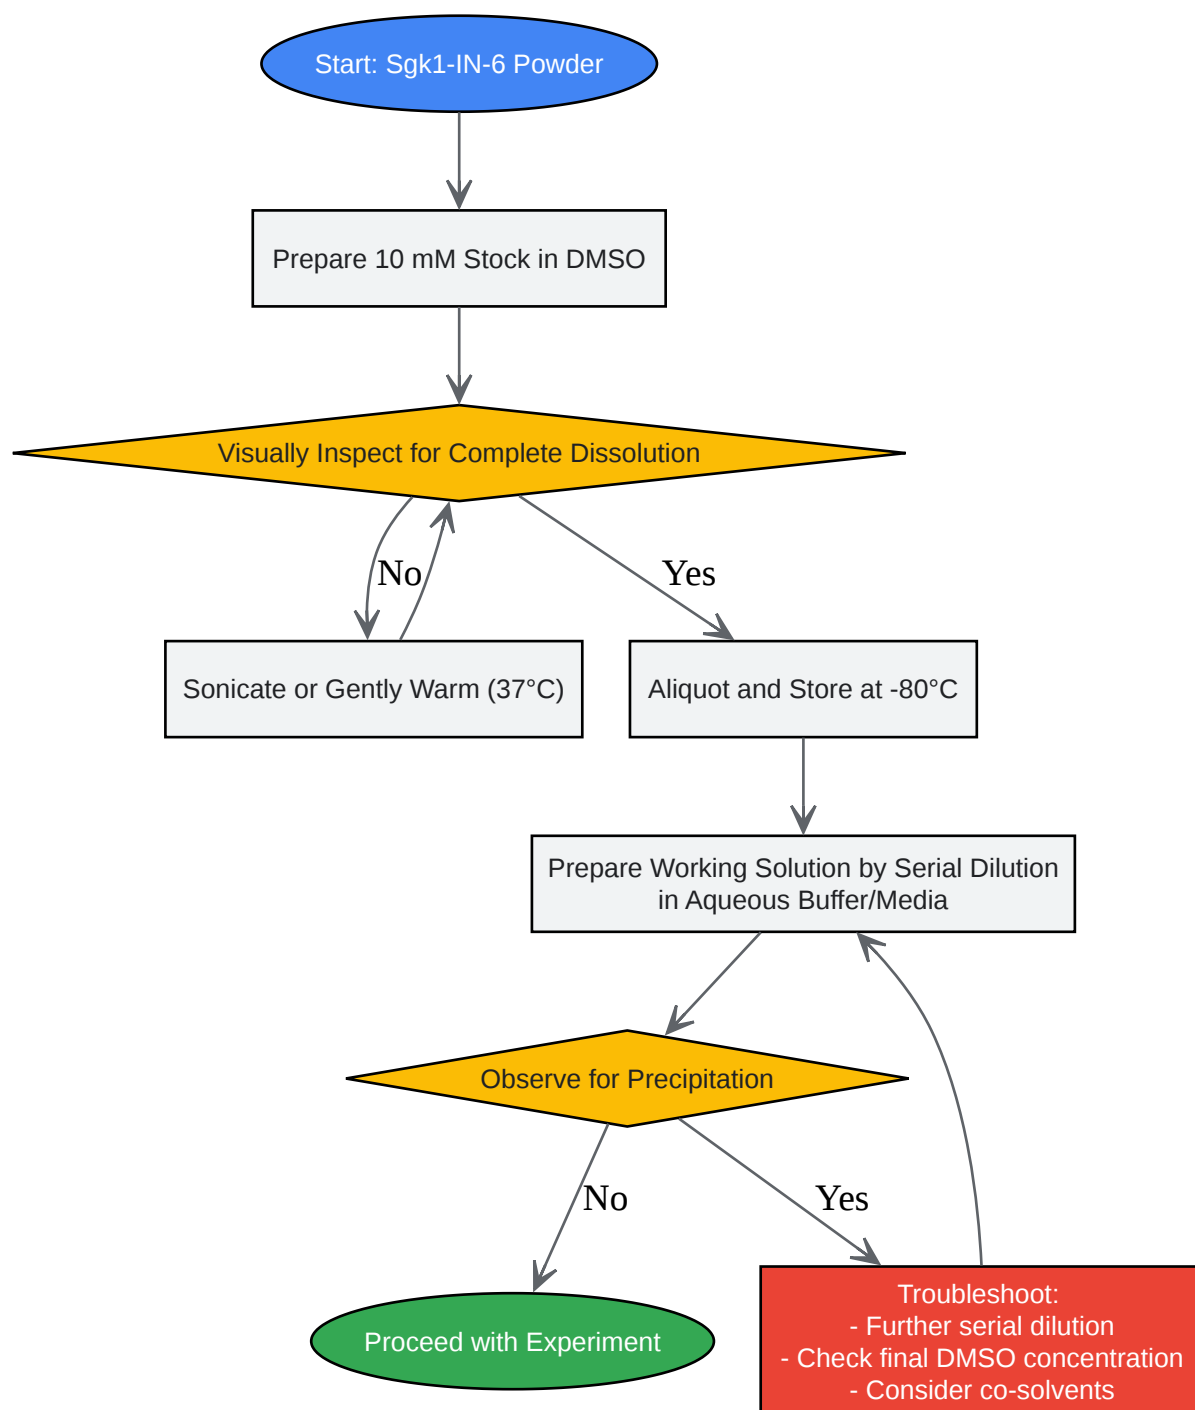 Start: Sgk1-IN-6 Powder
Prepare 10 mM Stock in DMSO
Visually Inspect for Complete Dissolution
No
Yes
Sonicate or Gently Warm (37°C)
Aliquot and Store at -80°C
Prepare Working Solution by Serial Dilution
in Aqueous Buffer/Media
Observe for Precipitation
No
Yes
Proceed with Experiment
Troubleshoot:
- Further serial dilution
- Check final DMSO concentration
- Consider co-solvents